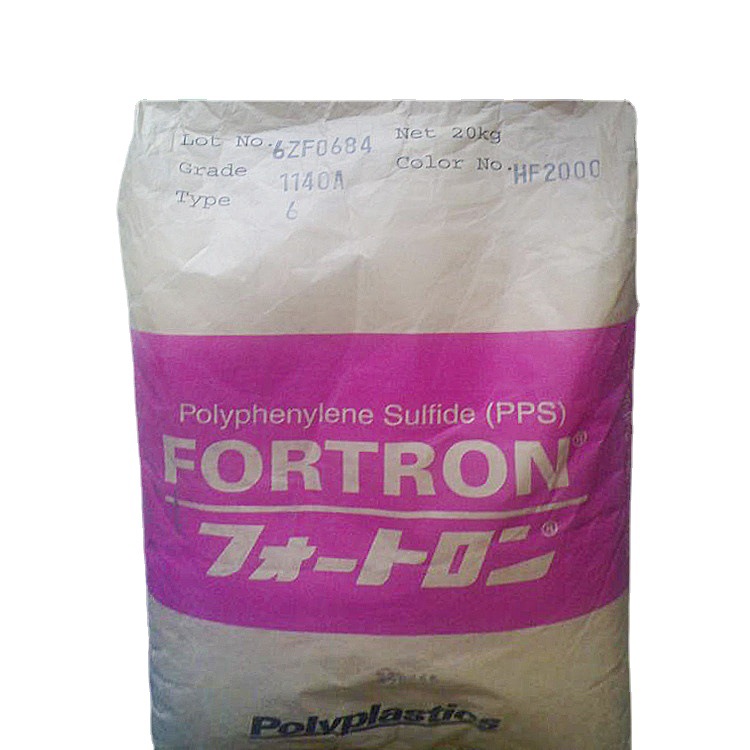 Lot No. 6ZF0684 Net 20kg
Grade 1140A Color No. HF2000
Type 6
Polyphenylene Sulfide (PPS)
FORTRON®
フォートロン®
Polyplastics